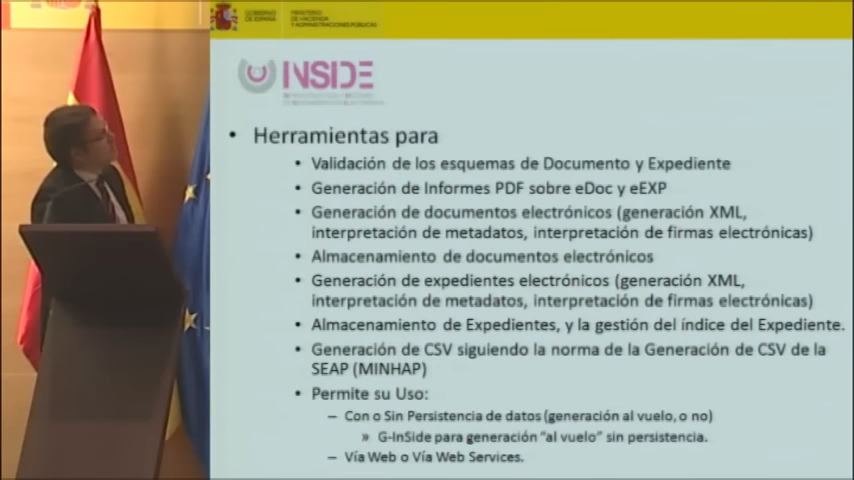 GOBIERNO DE ESPAÑA
MINISTERIO DE HACIENDA Y ADMINISTRACIONES PÚBLICAS
INSIDE
• Herramientas para
• Validación de los esquemas de Documento y Expediente
• Generación de Informes PDF sobre eDoc y eEXP
• Generación de documentos electrónicos (generación XML,
interpretación de metadatos, interpretación de firmas electrónicas)
• Almacenamiento de documentos electrónicos
• Generación de expedientes electrónicos (generación XML,
interpretación de metadatos, interpretación de firmas electrónicas)
• Almacenamiento de Expedientes, y la gestión del índice del Expediente.
• Generación de CSV siguiendo la norma de la Generación de CSV de la
SEAP (MINHAP)
• Permite su Uso:
– Con o Sin Persistencia de datos (generación al vuelo, o no)
» G-InSide para generación "al vuelo" sin persistencia.
– Vía Web o Vía Web Services.